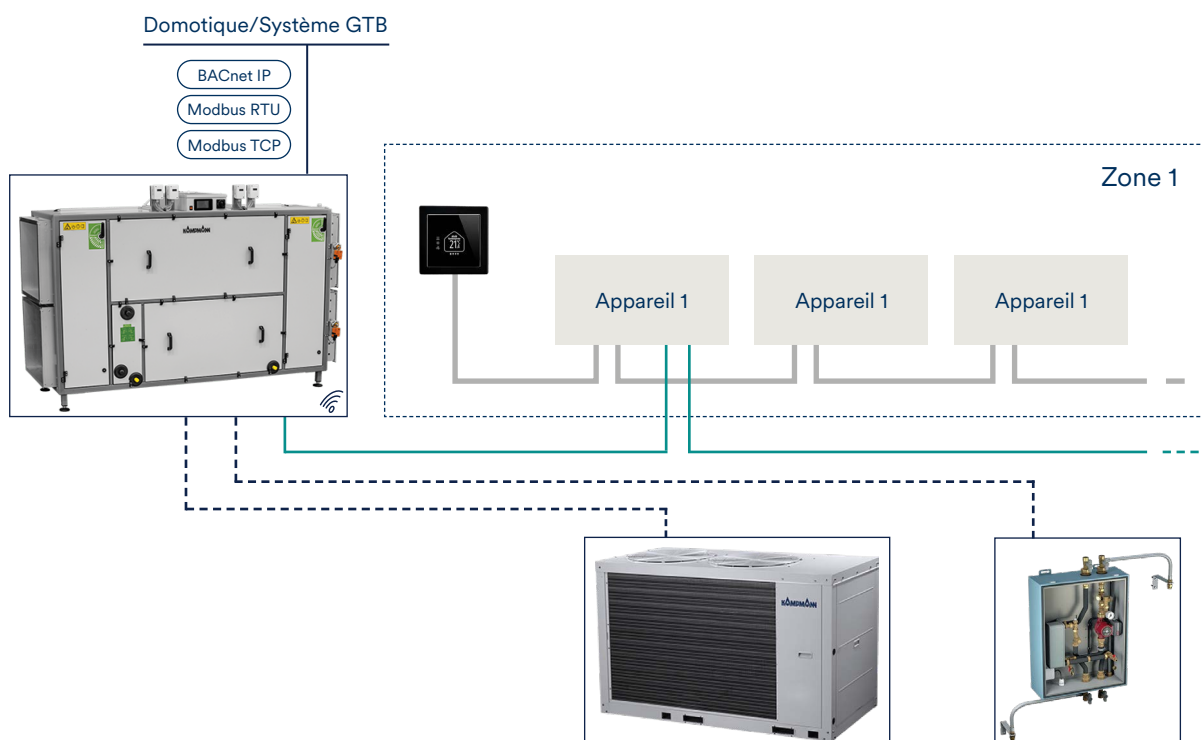 Domotique/Système GTB
BACnet IP
Modbus RTU
Modbus TCP
Zone 1
KAMPMANN
21
Appareil 1
Appareil 1
Appareil 1
KAMPMANN